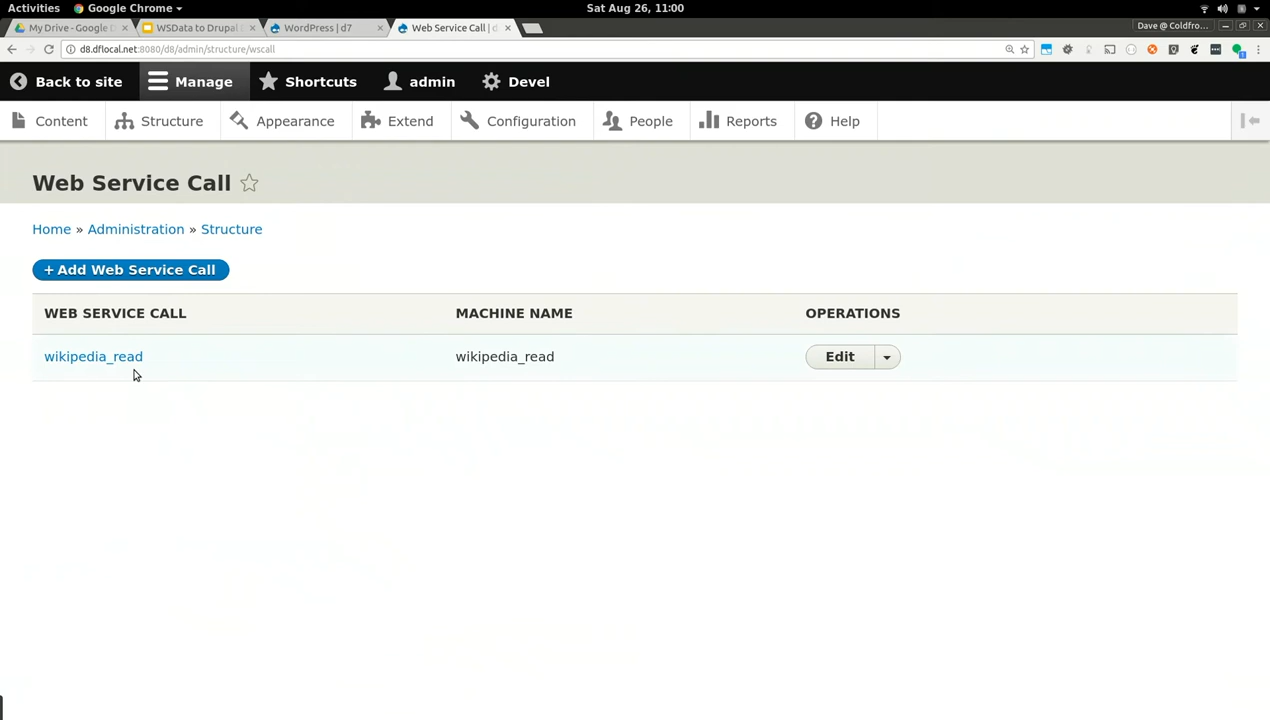 Activities Google Chrome Sat Aug 26, 11:00
My Drive - Google D WSData to Drupal WordPress | d7 Web Service Call | d Dave @ Coldfro...
d8.dflocal.net:8080/d8/admin/structure/wscall
Back to site Manage Shortcuts admin Devel
Content Structure Appearance Extend Configuration People Reports Help
Web Service Call
Home » Administration » Structure
+ Add Web Service Call
WEB SERVICE CALL MACHINE NAME OPERATIONS
wikipedia_read wikipedia_read Edit